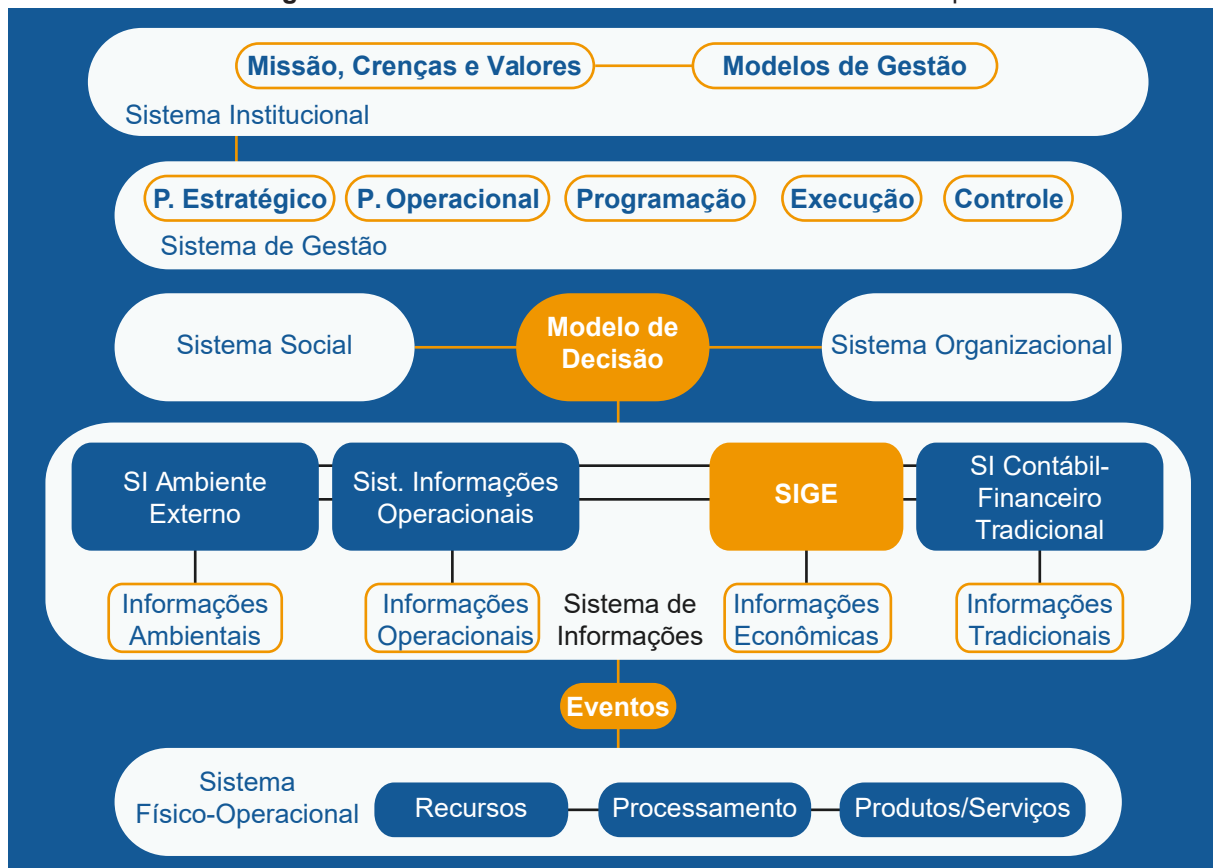 Missão, Crenças e Valores
Modelos de Gestão
Sistema Institucional
P. Estratégico
P. Operacional
Programação
Execução
Controle
Sistema de Gestão
Sistema Social
Modelo de
Decisão
Sistema Organizacional
SI Ambiente
Externo
Sist. Informações
Operacionais
SIGE
SI Contábil-
Financeiro
Tradicional
Informações
Ambientais
Informações
Operacionais
Sistema de
Informações
Informações
Econômicas
Informações
Tradicionais
Eventos
Sistema
Físico-Operacional
Recursos
Processamento
Produtos/Serviços